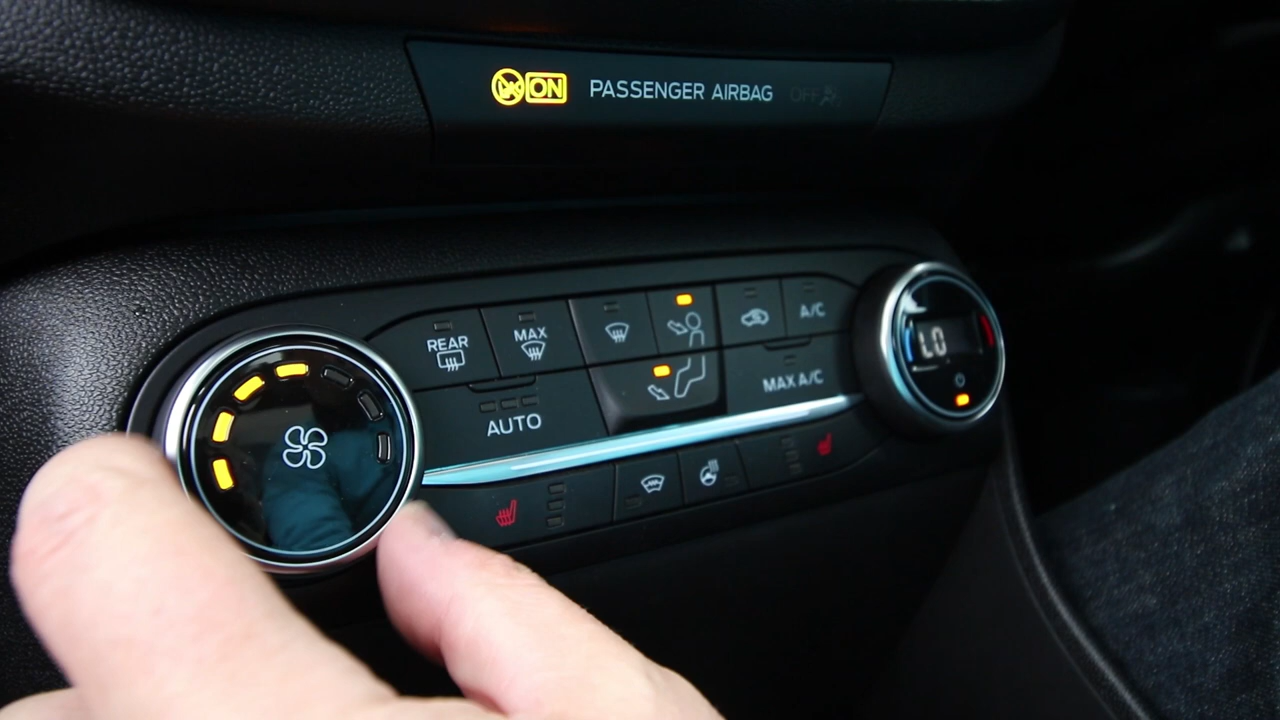 ON PASSENGER AIRBAG OFF
REAR
MAX
A/C
LO
AUTO
MAX A/C